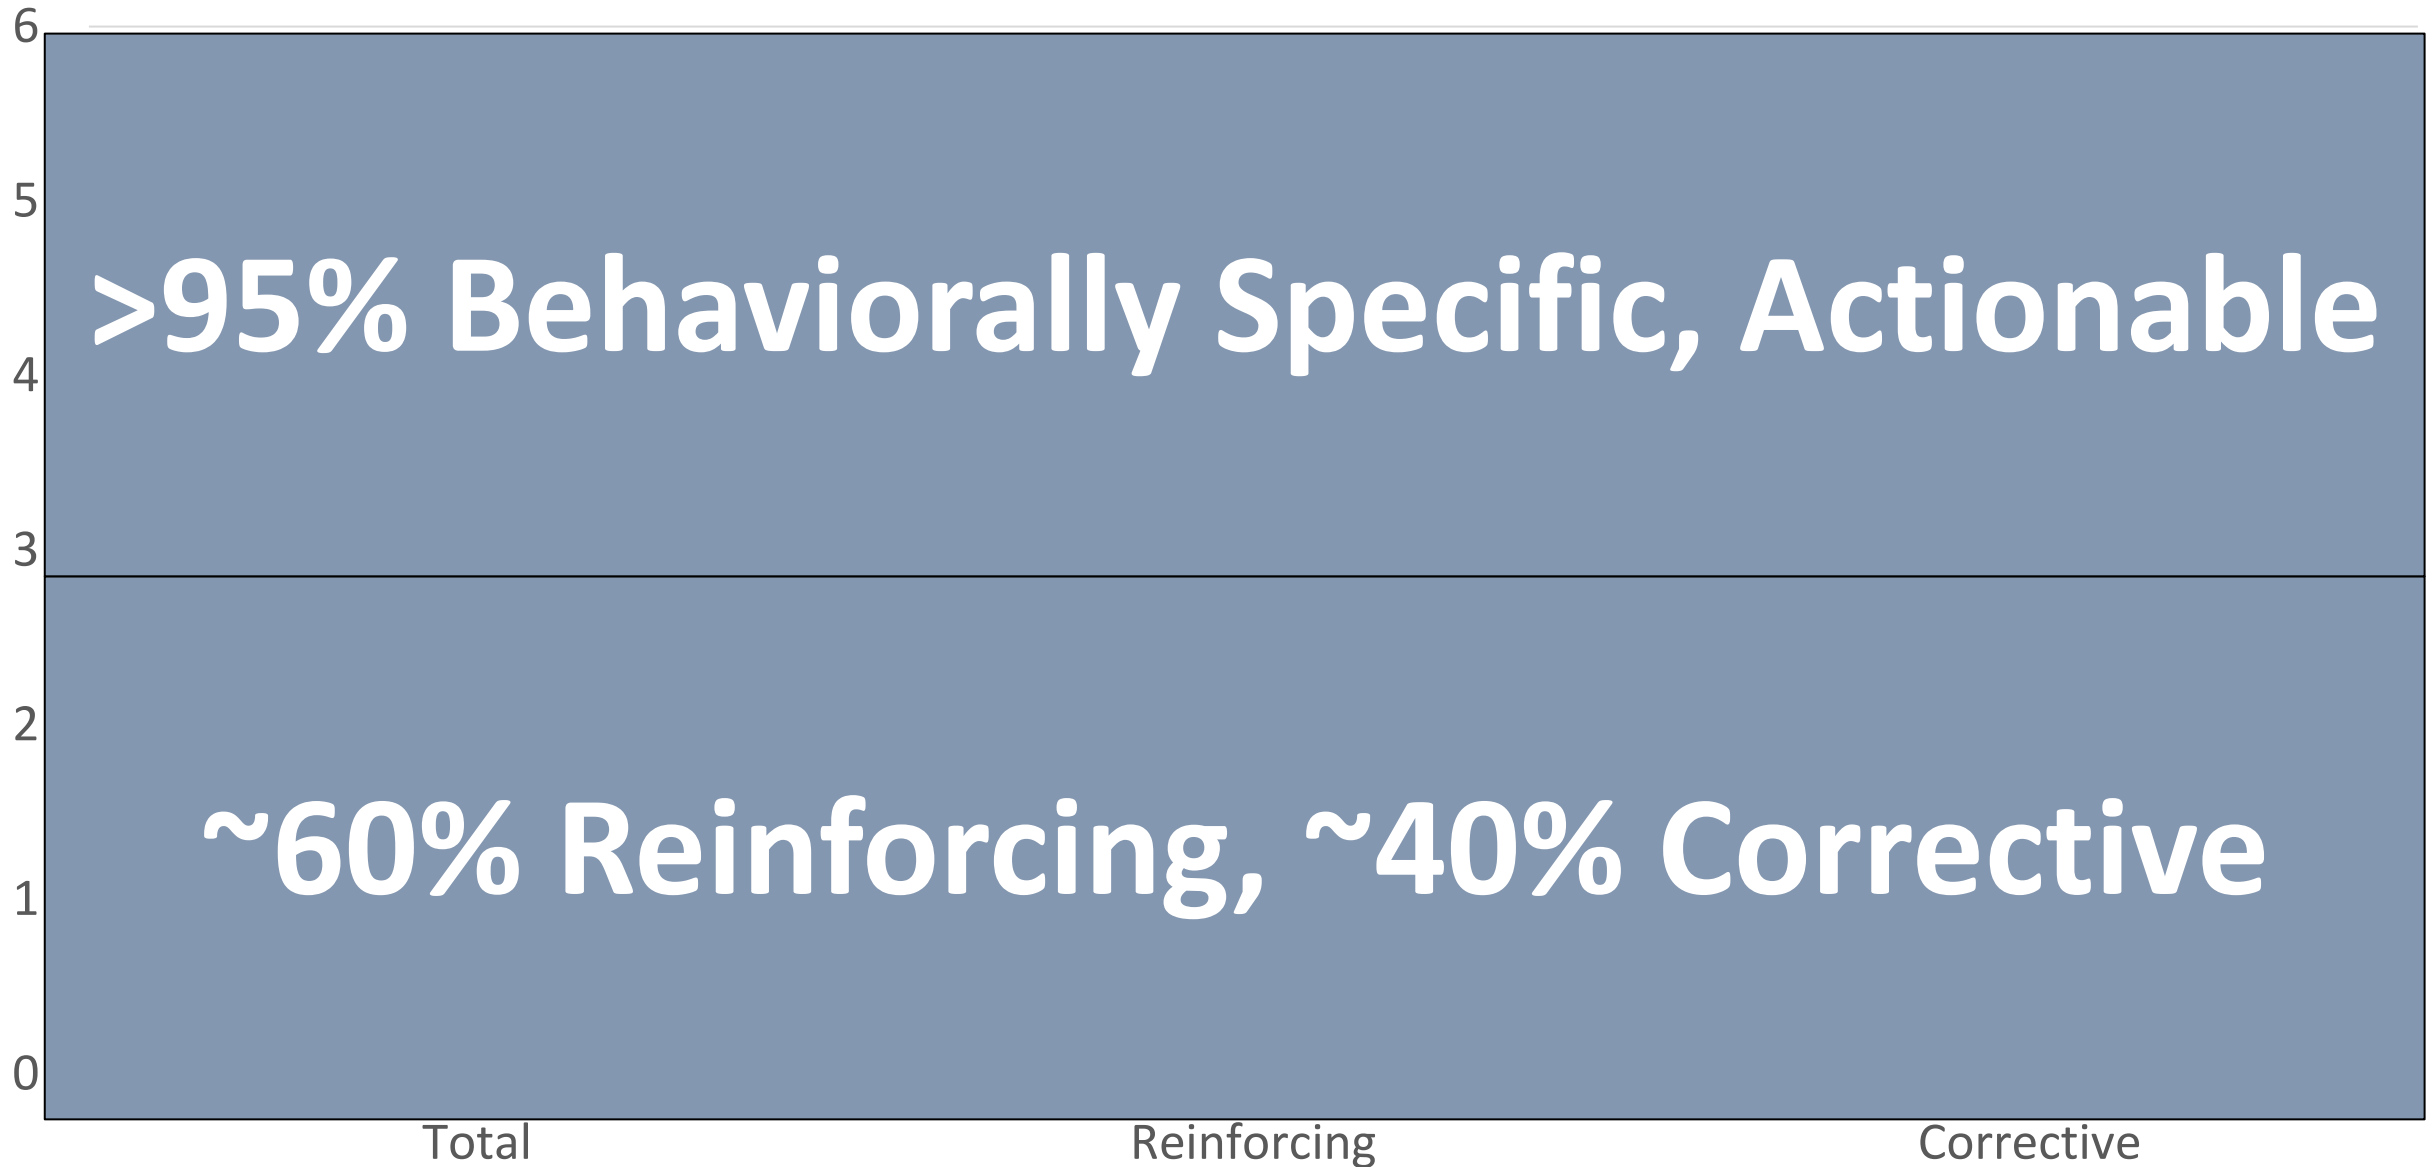 6
5
>95% Behaviorally Specific, Actionable
4
3
2
~60% Reinforcing, ~40% Corrective
1
0
Total Reinforcing Corrective